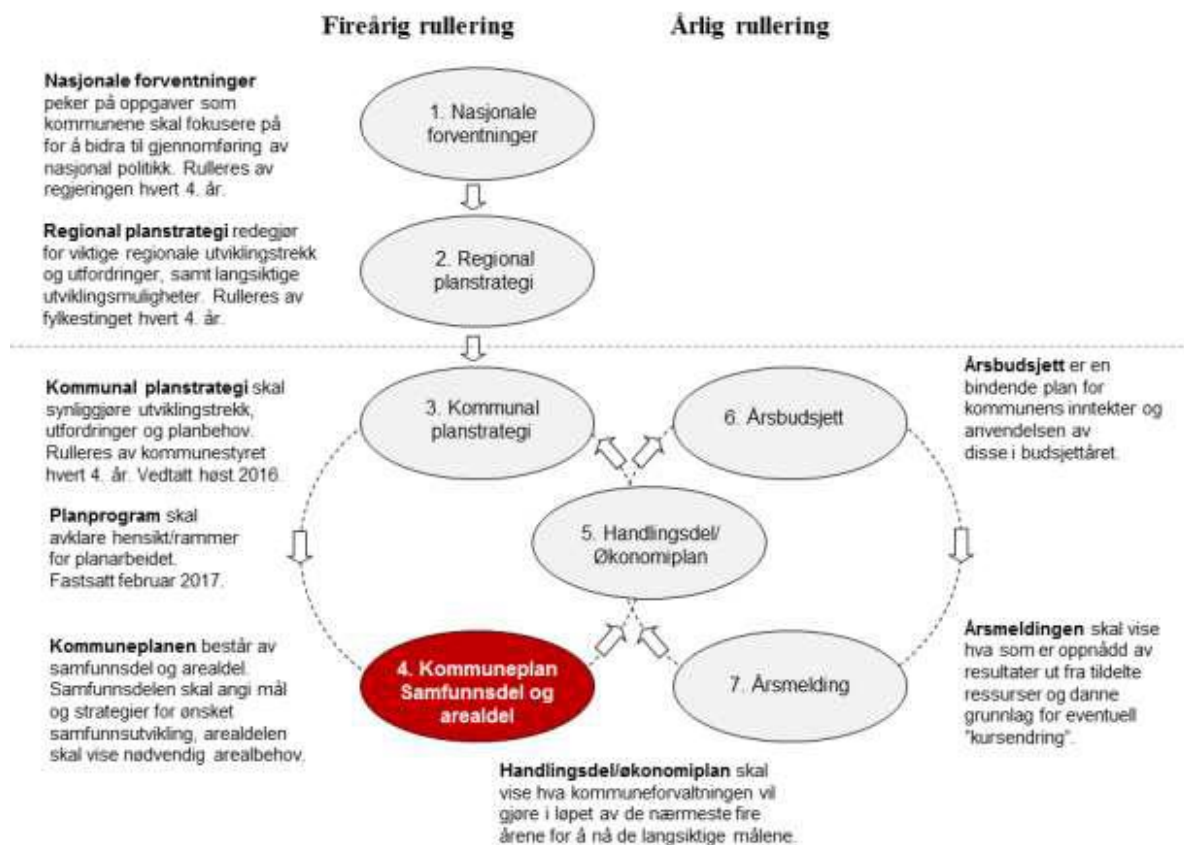 Fireårig rullering
Årlig rullering
Nasjonale forventninger
peker på oppgaver som
kommunene skal fokusere på
for å bidra til gjennomføring av
nasjonal politikk. Rulleres av
regjeringen hvert 4. år.
1. Nasjonale
forventninger
Regional planstrategi redegjør
for viktige regionale utviklingstrekk
og utfordringer, samt langsiktige
utviklingsmuligheter. Rulleres av
fylkestinget hvert 4. år.
2. Regional
planstrategi
Kommunal planstrategi skal
synliggjøre utviklingstrekk,
utfordringer og planbehov.
Rulleres av kommunestyret
hvert 4. år. Vedtatt høst 2016.
3. Kommunal
planstrategi
6. Årsbudsjett
Årsbudsjett er en
bindende plan for
kommunens inntekter og
anvendelsen av
disse i budsjettåret.
Planprogram skal
avklare hensikt/rammer
for planarbeidet.
Fastsatt februar 2017.
5. Handlingsdel/
Økonomiplan
Kommuneplanen består av
samfunnsdel og arealdel.
Samfunnsdelen skal angi mål
og strategier for ønsket
samfunnsutvikling, arealdelen
skal vise nødvendig arealbehov.
4. Kommuneplan
Samfunnsdel og
arealdel
7. Årsmelding
Årsmeldingen skal vise
hva som er oppnådd av
resultater ut fra tildelte
ressurser og danne
grunnlag for eventuell
"kursendring".
Handlingsdel/økonomiplan skal
vise hva kommuneforvaltningen vil
gjøre i løpet av de nærmeste fire
årene for å nå de langsiktige målene.